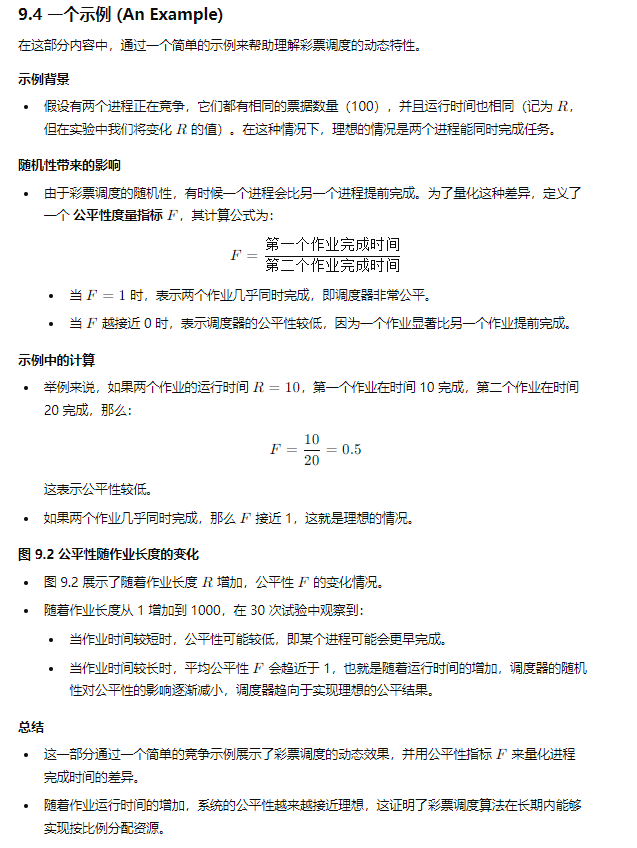 9.4 一个示例 (An Example)
在这部分内容中，通过一个简单的示例来帮助理解彩票调度的动态特性。
示例背景
• 假设有两个进程正在竞争，它们都有相同的票据数量（100），并且运行时间也相同（记为 R，
但在实验中我们将变化 R 的值）。在这种情况下，理想的情况是两个进程能同时完成任务。
随机性带来的影响
• 由于彩票调度的随机性，有时候一个进程会比另一个进程提前完成。为了量化这种差异，定义了
一个 公平性度量指标 F，其计算公式为：
F = 第一个作业完成时间 / 第二个作业完成时间
• 当 F = 1 时，表示两个作业几乎同时完成，即调度器非常公平。
• 当 F 越接近 0 时，表示调度器的公平性较低，因为一个作业显著比另一个作业提前完成。
示例中的计算
• 举例来说，如果两个作业的运行时间 R = 10，第一个作业在时间 10 完成，第二个作业在时间
20 完成，那么：
F = 10 / 20 = 0.5
这表示公平性较低。
• 如果两个作业几乎同时完成，那么 F 接近 1，这就是理想的情况。
图 9.2 公平性随作业长度的变化
• 图 9.2 展示了随着作业长度 R 增加，公平性 F 的变化情况。
• 随着作业长度从 1 增加到 1000，在 30 次试验中观察到：
• 当作业时间较短时，公平性可能较低，即某个进程可能会更早完成。
• 当作业时间较长时，平均公平性 F 会趋近于 1，也就是随着运行时间的增加，调度器的随机
性对公平性的影响逐渐减小，调度器趋向于实现理想的公平结果。
总结
• 这一部分通过一个简单的竞争示例展示了彩票调度的动态效果，并用公平性指标 F 来量化进程
完成时间的差异。
• 随着作业运行时间的增加，系统的公平性越来越接近理想，这证明了彩票调度算法在长期内能够
实现按比例分配资源。